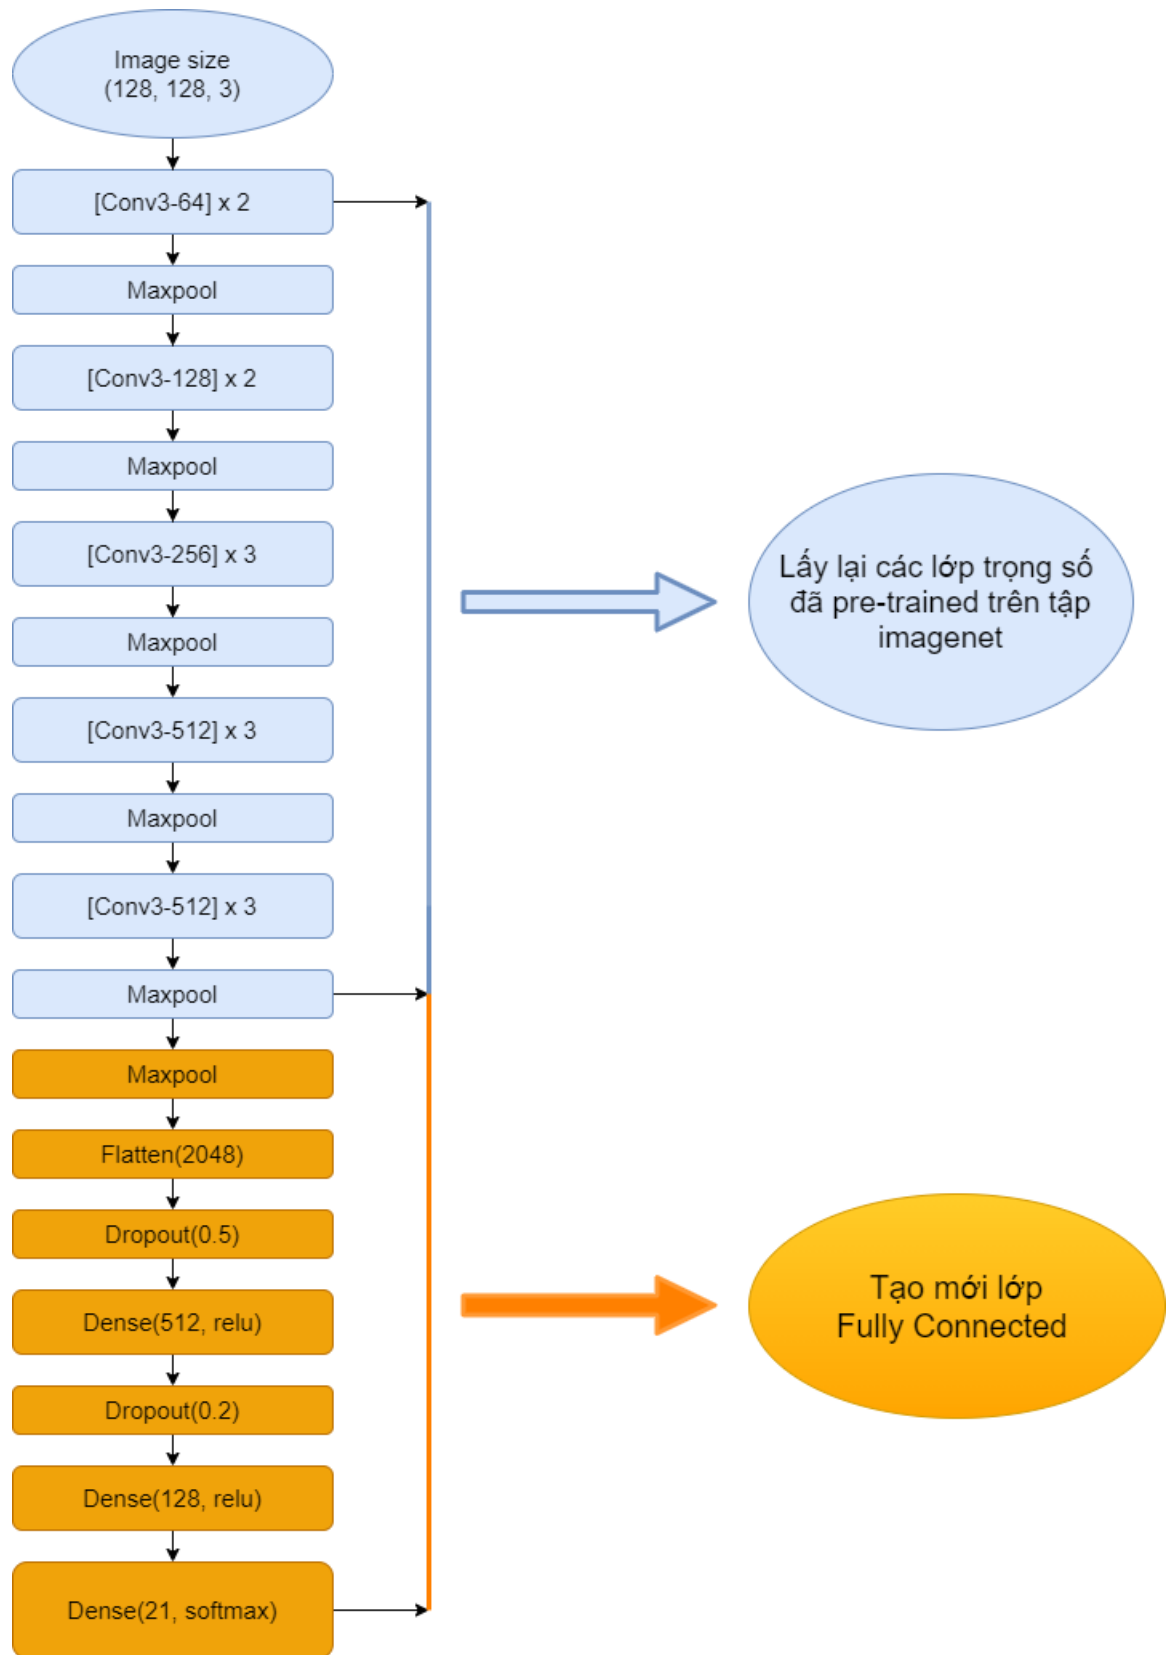 Image size
(128, 128, 3)
[Conv3-64] x 2
Maxpool
[Conv3-128] x 2
Maxpool
[Conv3-256] x 3
Maxpool
[Conv3-512] x 3
Maxpool
[Conv3-512] x 3
Maxpool
Maxpool
Flatten(2048)
Dropout(0.5)
Dense(512, relu)
Dropout(0.2)
Dense(128, relu)
Dense(21, softmax)
Lấy lại các lớp trọng số
đã pre-trained trên tập
imagenet
Tạo mới lớp
Fully Connected